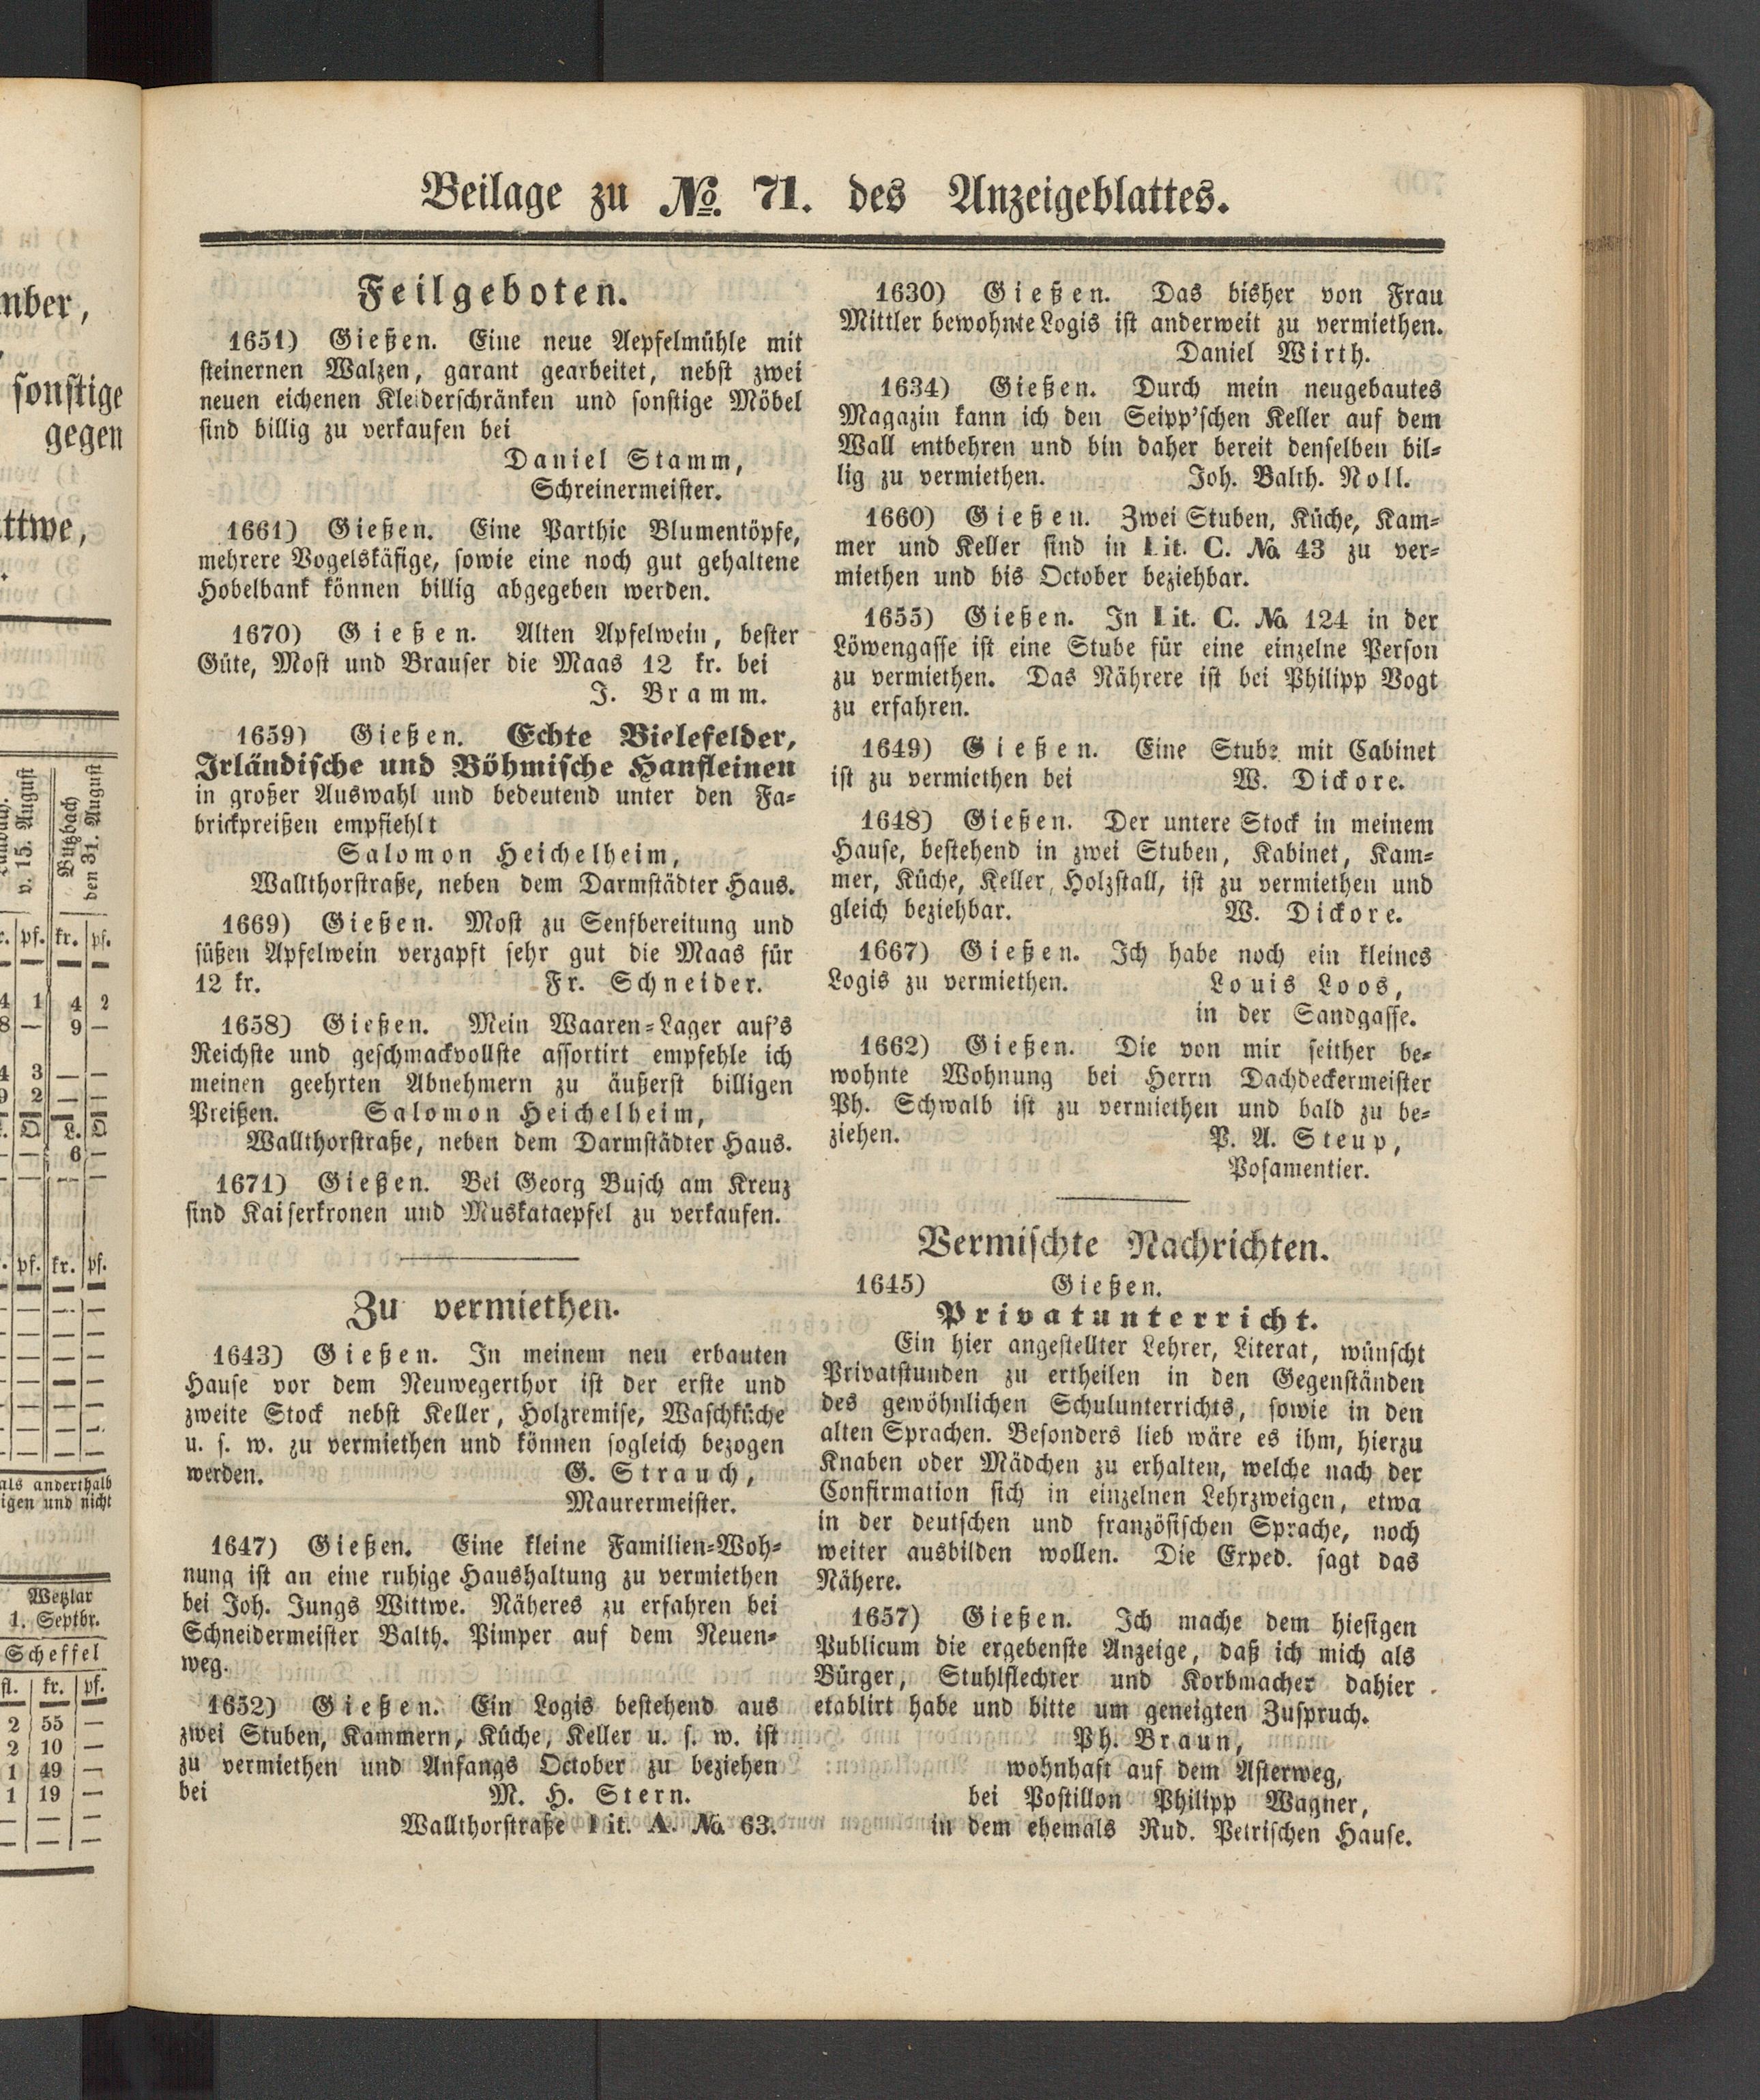 Beilage zu No. 71. des Anzeigeblattes.
Feilgeboten.
1651) Gießen. Eine neue Aepfelmühle mit
steinernen Walzen, garant gearbeitet, nebst zwei
neuen eichenen Kleiderschränken und sonstige Möbel
sind billig zu verkaufen bei
Daniel Stamm,
Schreinermeister.
1661) Gießen. Eine Parthie Blumentöpfe,
mehrere Vogelskäfige, sowie eine noch gut gehaltene
Hobelbank können billig abgegeben werden.
1670) Gießen. Alten Apfelwein, bester
Güte, Most und Brauser die Maas 12 kr. bei
J. Bramm.
1659) Gießen. Echte Bielefelder,
Irländische und Böhmische Hanfleinen
in großer Auswahl und bedeutend unter den Fa-
brickpreißen empfiehlt
Salomon Heichelheim,
Wallthorstraße, neben dem Darmstädter Haus.
1669) Gießen. Most zu Senfbereitung und
süßen Apfelwein verzapft sehr gut die Maas für
12 kr. Fr. Schneider.
1658) Gießen. Mein Waaren-Lager auf's
Reichste und geschmackvollste assortirt empfehle ich
meinen geehrten Abnehmern zu äußerst billigen
Preißen. Salomon Heichelheim,
Wallthorstraße, neben dem Darmstädter Haus.
1671) Gießen. Bei Georg Busch am Kreuz
sind Kaiserkronen und Muskataepfel zu verkaufen.
Zu vermiethen.
1643) Gießen. In meinem neu erbauten
Hause vor dem Neuwegerthor ist der erste und
zweite Stock nebst Keller, Holzremise, Waschküche
u. s. w. zu vermiethen und können sogleich bezogen
werden. G. Strauch,
Maurermeister.
1647) Gießen. Eine kleine Familien-Woh-
nung ist an eine ruhige Haushaltung zu vermiethen
bei Joh. Jungs Wittwe. Näheres zu erfahren bei
Schneidermeister Balth. Pimper auf dem Neuen-
weg.
1652) Gießen. Ein Logis bestehend aus
zwei Stuben, Kammern, Küche, Keller u. s. w. ist
zu vermiethen und Anfangs October zu beziehen
bei M. H. Stern.
Wallthorstraße Lit. A. No. 63.
1630) Gießen. Das bisher von Frau
Mittler bewohnte Logis ist anderweit zu vermiethen.
Daniel Wirth.
1634) Gießen. Durch mein neugebautes
Magazin kann ich den Seipp'schen Keller auf dem
Wall entbehren und bin daher bereit denselben bil-
lig zu vermiethen. Joh. Balth. Noll.
1660) Gießen. Zwei Stuben, Küche, Kam-
mer und Keller sind in Lit. C. No. 43 zu ver-
miethen und bis October beziehbar.
1655) Gießen. In Lit. C. No. 124 in der
Löwengasse ist eine Stube für eine einzelne Person
zu vermiethen. Das Nährere ist bei Philipp Vogt
zu erfahren.
1649) Gießen. Eine Stube mit Cabinet
ist zu vermiethen bei W. Dickore.
1648) Gießen. Der untere Stock in meinem
Hause, bestehend in zwei Stuben, Kabinet, Kam-
mer, Küche, Keller, Holzstall, ist zu vermiethen und
gleich beziehbar. W. Dickore.
1667) Gießen. Ich habe noch ein kleines
Logis zu vermiethen. Louis Loos,
in der Sandgasse.
1662) Gießen. Die von mir seither be-
wohnte Wohnung bei Herrn Dachdeckermeister
Ph. Schwalb ist zu vermiethen und bald zu be-
ziehen. P. A. Steup,
Posamentier.
Vermischte Nachrichten.
1645) Gießen.
Privatunterricht.
Ein hier angestellter Lehrer, Literat, wünscht
Privatstunden zu ertheilen in den Gegenständen
des gewöhnlichen Schulunterrichts, sowie in den
alten Sprachen. Besonders lieb wäre es ihm, hierzu
Knaben oder Mädchen zu erhalten, welche nach der
Confirmation sich in einzelnen Lehrzweigen, etwa
in der deutschen und französischen Sprache, noch
weiter ausbilden wollen. Die Exped. sagt das
Nähere.
1657) Gießen. Ich mache dem hiesigen
Publicum die ergebenste Anzeige, daß ich mich als
Bürger, Stuhlflechter und Korbmacher dahier
etablirt habe und bitte um geneigten Zuspruch.
Ph. Braun,
wohnhaft auf dem Asterweg,
bei Postillon Philipp Wagner,
in dem ehemals Rud. Petrischen Hause.